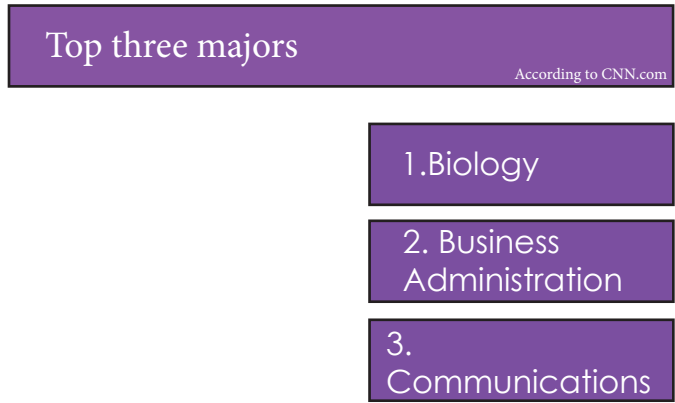 Top three majors
According to CNN.com
1.Biology
2. Business
Administration
3.
Communications